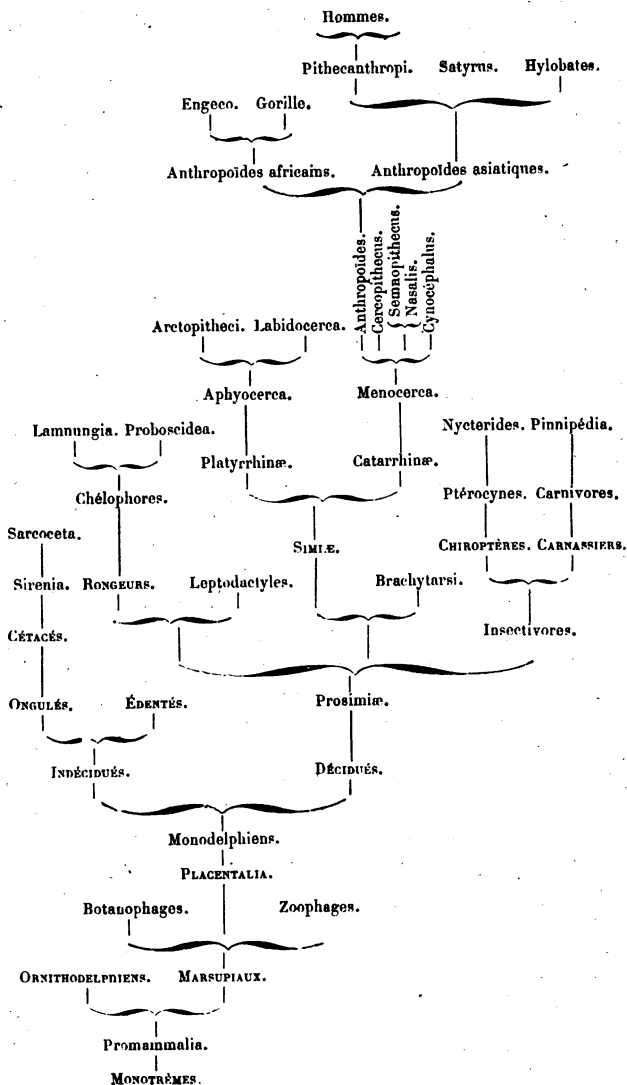 Hommes.
Pithecanthropi. Satyrus. Hylobates.
Engeco. Gorille.
Anthropoïdes africains. Anthropoïdes asiatiques.
Anthropoïdes.
Cercopithecus.
Semnopithecus.
Nasalis.
Cynocéphalus.
Arctopitheci. Labidocerca.
Aphyocerca. Menocerca.
Lamnungia. Proboscidea. Nycterides. Pinnipédia.
Platyrrhinæ. Catarrhinæ.
Chélophores. Ptérocynes. Carnivores.
Sarcoceta.
SIMIÆ. CHIROPTÈRES. CARNASSIERS.
Sirenia. RONGEURS. Leptodactyles. Brachytarsi.
CÉTACÉS. Insectivores.
ONGULÉS. ÉDENTÉS. Prosimiæ.
INDÉCIDUÉS. DÉCIDUÉS.
Monodelphiens.
PLACENTALIA.
Botanophages. Zoophages.
ORNITHODELPHIENS. MARSUPIAUX.
Promammalia.
MONOTRÈMES.